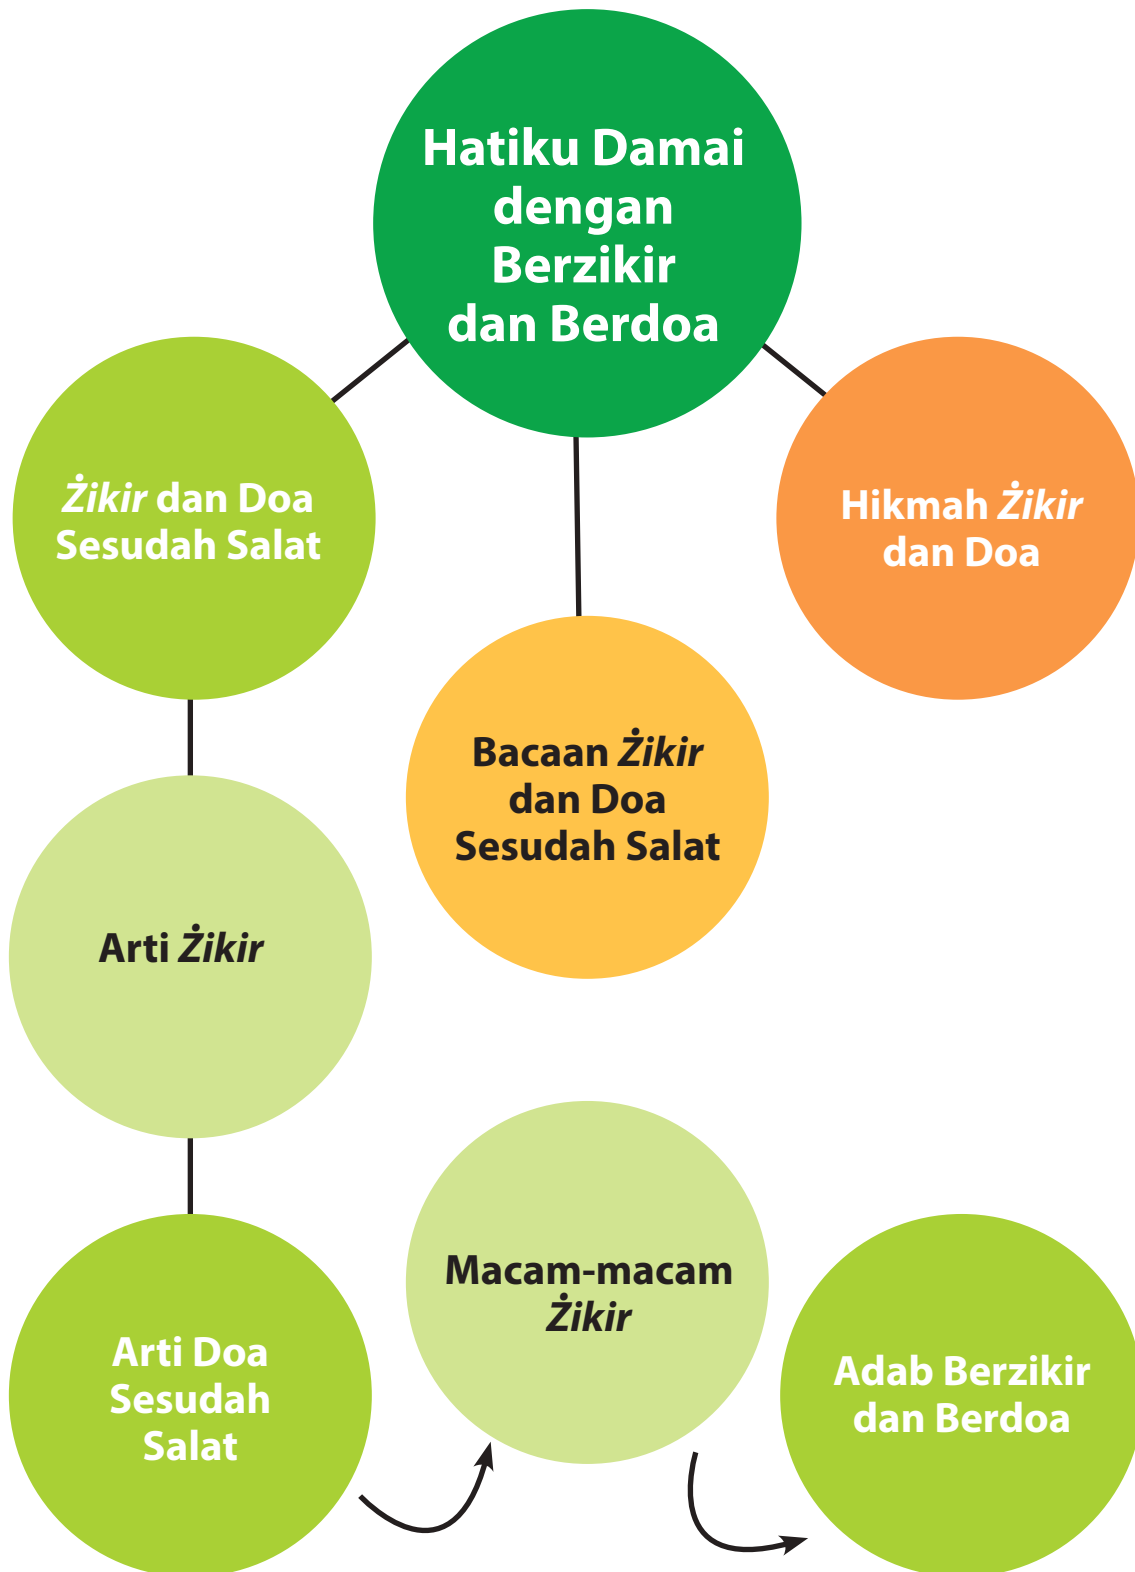 Hatiku Damai
dengan
Berzikir
dan Berdoa
Żikir dan Doa
Sesudah Salat
Hikmah Żikir
dan Doa
Bacaan Żikir
dan Doa
Sesudah Salat
Arti Żikir
Arti Doa
Sesudah
Salat
Macam-macam
Żikir
Adab Berzikir
dan Berdoa